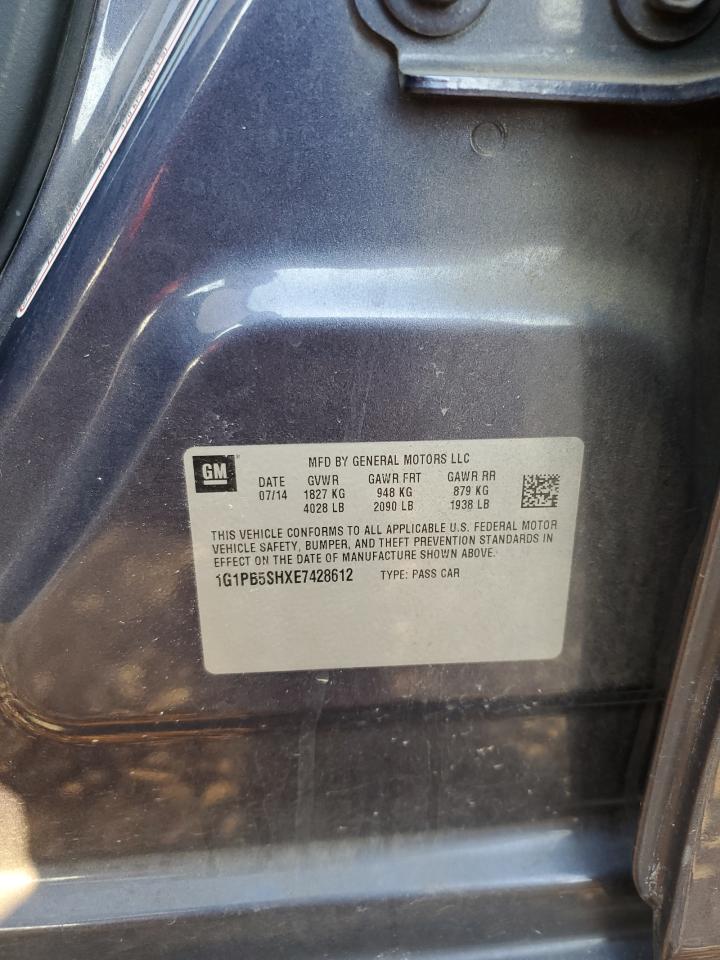 GM
MFD BY GENERAL MOTORS LLC
DATE GVWR GAWR FRT GAWR RR
07/14 1827 KG 948 KG 879 KG
4028 LB 2090 LB 1938 LB
THIS VEHICLE CONFORMS TO ALL APPLICABLE U.S. FEDERAL MOTOR
VEHICLE SAFETY, BUMPER, AND THEFT PREVENTION STANDARDS IN
EFFECT ON THE DATE OF MANUFACTURE SHOWN ABOVE.
1G1PB5SHXE7428612 TYPE: PASS CAR